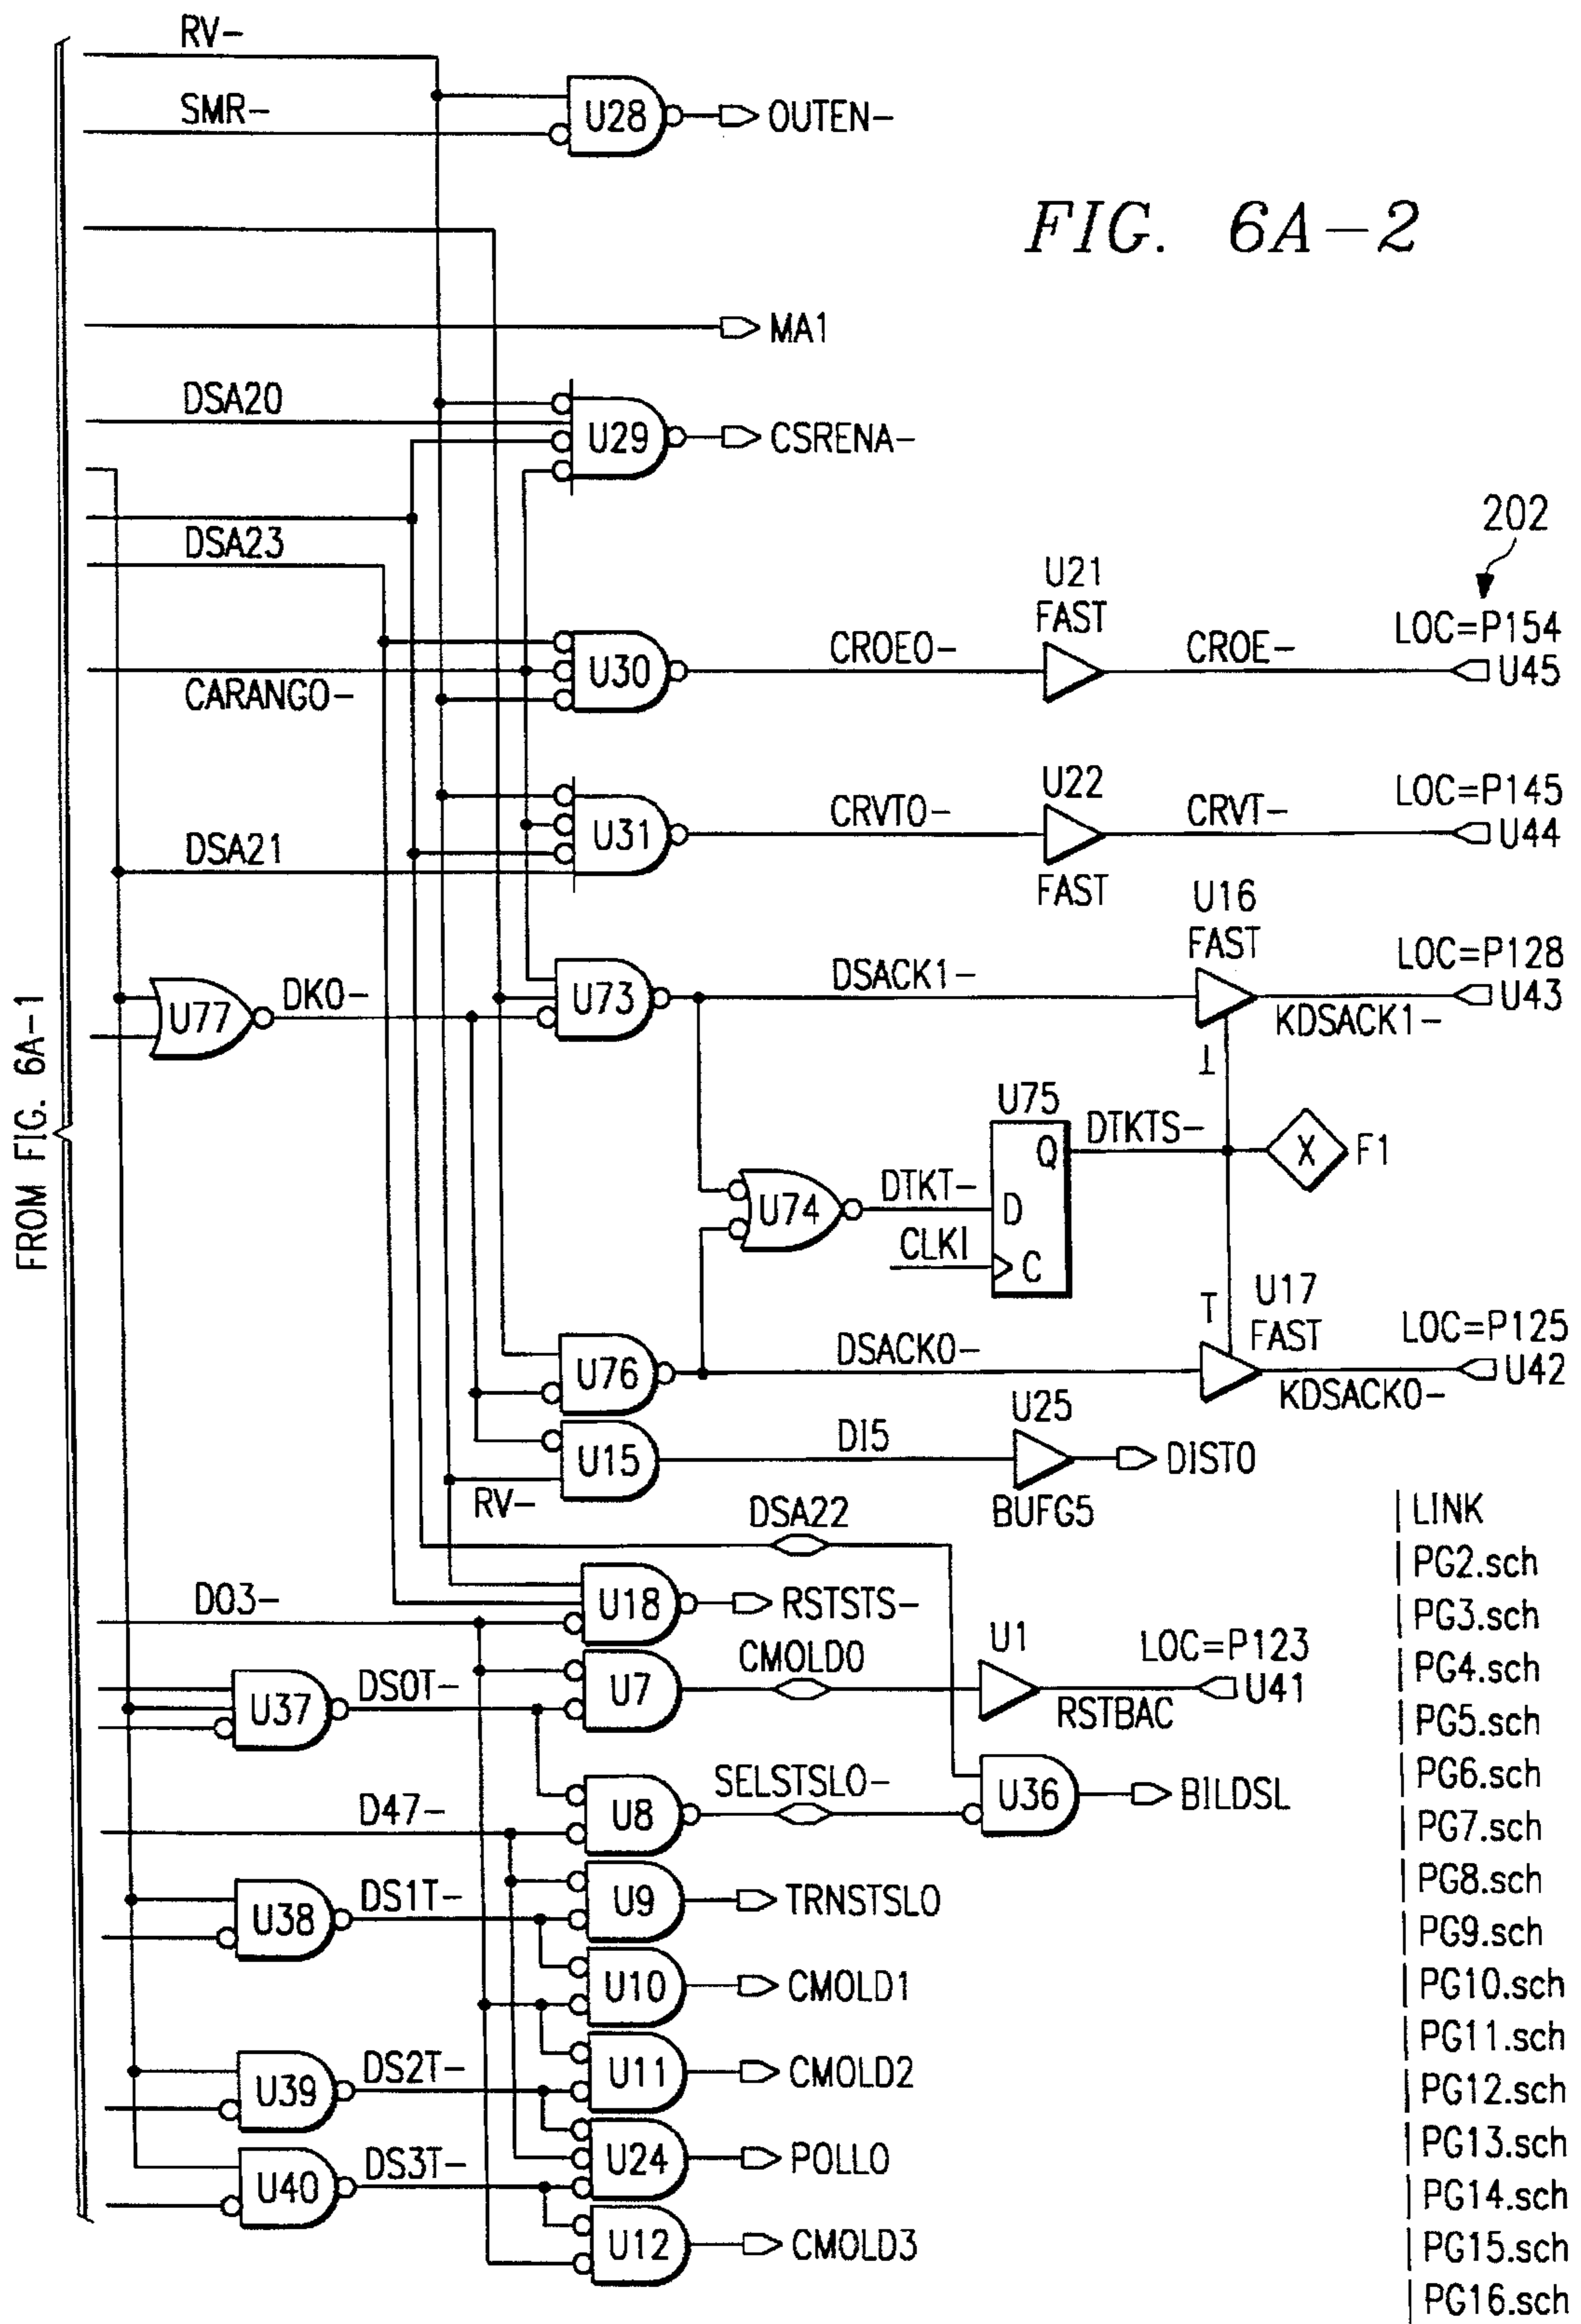 RV-
SMR-
U28
OUTEN-
FIG. 6A-2
MA1
DSA20
U29
CSRENA-
DSA23
202
U21
FAST
LOC=P154
CROE0-
CROE-
U30
U45
CARANGO-
U22
LOC=P145
CRVT0-
CRVT-
U31
U44
DSA21
FAST
U16
FAST
LOC=P128
DSACK1-
U73
DK0-
U77
U43
KDSACK1-
FROM FIG. 6A-1
T
U75
DTKTS-
Q
X
F1
U74
DTKT-
D
CLKI
C
T
U17
FAST
LOC=P125
DSACK0-
U76
U42
KDSACK0-
U25
DI5
U15
DIST0
RV-
BUFG5
DSA22
LINK
PG2.sch
PG3.sch
PG4.sch
PG5.sch
PG6.sch
PG7.sch
PG8.sch
PG9.sch
PG10.sch
PG11.sch
PG12.sch
PG13.sch
PG14.sch
PG15.sch
PG16.sch
D03-
U18
RSTSTS-
U1
LOC=P123
CMOLD0
DS0T-
U37
U7
U41
RSTBAC
SELSTSL0-
U36
BILDSL
D47-
U8
DS1T-
U38
U9
TRNSTSL0
U10
CMOLD1
DS2T-
U39
U11
CMOLD2
DS3T-
U40
U24
POLL0
U12
CMOLD3